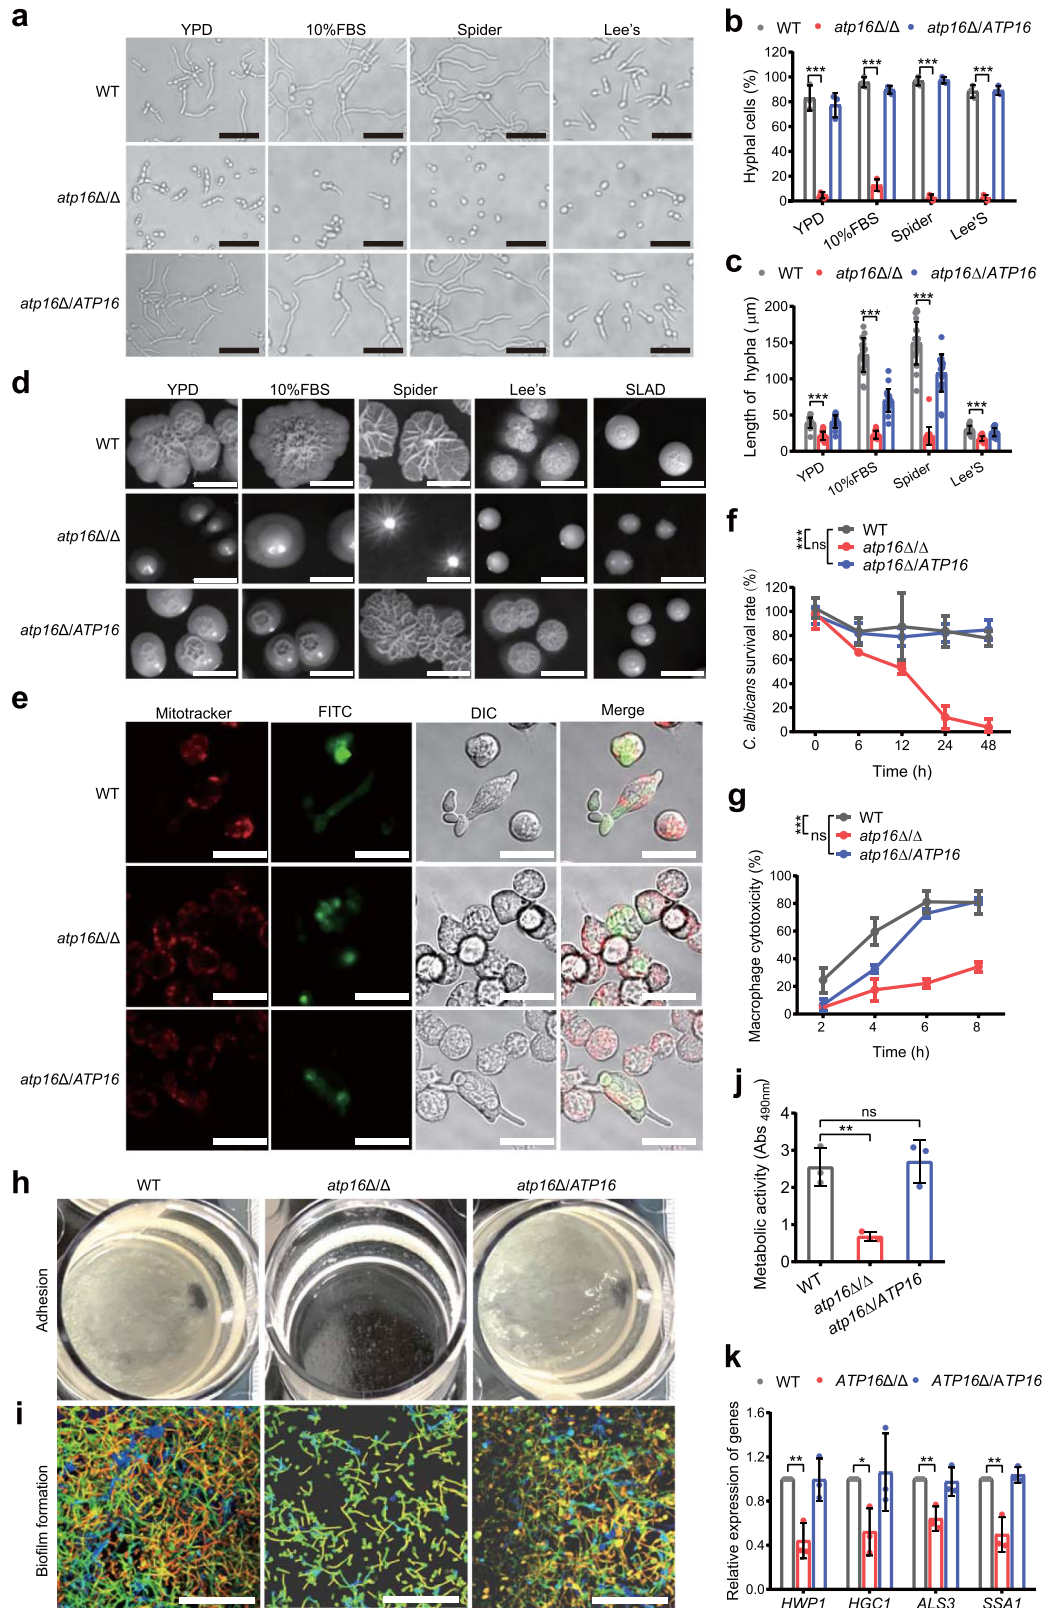 a
YPD
10%FBS
Spider
Lee's
WT
atp16Δ/Δ
atp16Δ/ATP16
b
WT
atp16Δ/Δ
atp16Δ/ATP16
Hyphal cells (%)
120
100
80
60
40
20
0
***
***
***
***
YPD
10%FBS
Spider
Lee'S
c
WT
atp16Δ/Δ
atp16Δ/ATP16
Length of hypha ( μm)
200
150
100
50
0
***
***
***
***
YPD
10%FBS
Spider
Lee'S
d
YPD
10%FBS
Spider
Lee's
SLAD
WT
atp16Δ/Δ
atp16Δ/ATP16
e
Mitotracker
FITC
DIC
Merge
WT
atp16Δ/Δ
atp16Δ/ATP16
f
WT
atp16Δ/Δ
atp16Δ/ATP16
***
ns
C. albicans survival rate (%)
120
100
80
60
40
20
0
0
6
12
24
48
Time (h)
g
WT
atp16Δ/Δ
atp16Δ/ATP16
***
ns
Macrophage cytotoxicity (%)
100
80
60
40
20
0
2
4
6
8
Time (h)
h
WT
atp16Δ/Δ
atp16Δ/ATP16
Adhesion
i
Biofilm formation
j
Metabolic activity (Abs 490nm)
4
3
2
1
0
ns
**
WT
atp16Δ/Δ
atp16Δ/ATP16
k
WT
ATP16Δ/Δ
ATP16Δ/ATP16
Relative expression of genes
1.6
1.2
0.8
0.4
0.0
**
*
**
**
HWP1
HGC1
ALS3
SSA1